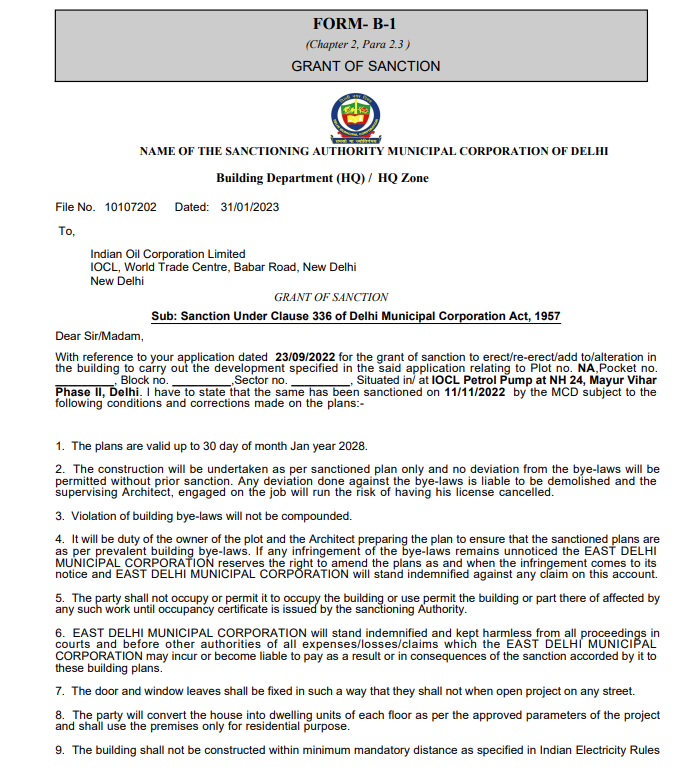 FORM- B-1
(Chapter 2, Para 2.3 )
GRANT OF SANCTION
NAME OF THE SANCTIONING AUTHORITY MUNICIPAL CORPORATION OF DELHI
Building Department (HQ) / HQ Zone
File No. 10107202 Dated: 31/01/2023
To,
Indian Oil Corporation Limited
IOCL, World Trade Centre, Babar Road, New Delhi
New Delhi
GRANT OF SANCTION
Sub: Sanction Under Clause 336 of Delhi Municipal Corporation Act, 1957
Dear Sir/Madam,
With reference to your application dated 23/09/2022 for the grant of sanction to erect/re-erect/add to/alteration in
the building to carry out the development specified in the said application relating to Plot no. NA,Pocket no.
_________, Block no. _________,Sector no. _________, Situated in/ at IOCL Petrol Pump at NH 24, Mayur Vihar
Phase II, Delhi. I have to state that the same has been sanctioned on 11/11/2022 by the MCD subject to the
following conditions and corrections made on the plans:-
1. The plans are valid up to 30 day of month Jan year 2028.
2. The construction will be undertaken as per sanctioned plan only and no deviation from the bye-laws will be
permitted without prior sanction. Any deviation done against the bye-laws is liable to be demolished and the
supervising Architect, engaged on the job will run the risk of having his license cancelled.
3. Violation of building bye-laws will not be compounded.
4. It will be duty of the owner of the plot and the Architect preparing the plan to ensure that the sanctioned plans are
as per prevalent building bye-laws. If any infringement of the bye-laws remains unnoticed the EAST DELHI
MUNICIPAL CORPORATION reserves the right to amend the plans as and when the infringement comes to its
notice and EAST DELHI MUNICIPAL CORPORATION will stand indemnified against any claim on this account.
5. The party shall not occupy or permit it to occupy the building or use permit the building or part there of affected by
any such work until occupancy certificate is issued by the sanctioning Authority.
6. EAST DELHI MUNICIPAL CORPORATION will stand indemnified and kept harmless from all proceedings in
courts and before other authorities of all expenses/losses/claims which the EAST DELHI MUNICIPAL
CORPORATION may incur or become liable to pay as a result or in consequences of the sanction accorded by it to
these building plans.
7. The door and window leaves shall be fixed in such a way that they shall not when open project on any street.
8. The party will convert the house into dwelling units of each floor as per the approved parameters of the project
and shall use the premises only for residential purpose.
9. The building shall not be constructed within minimum mandatory distance as specified in Indian Electricity Rules